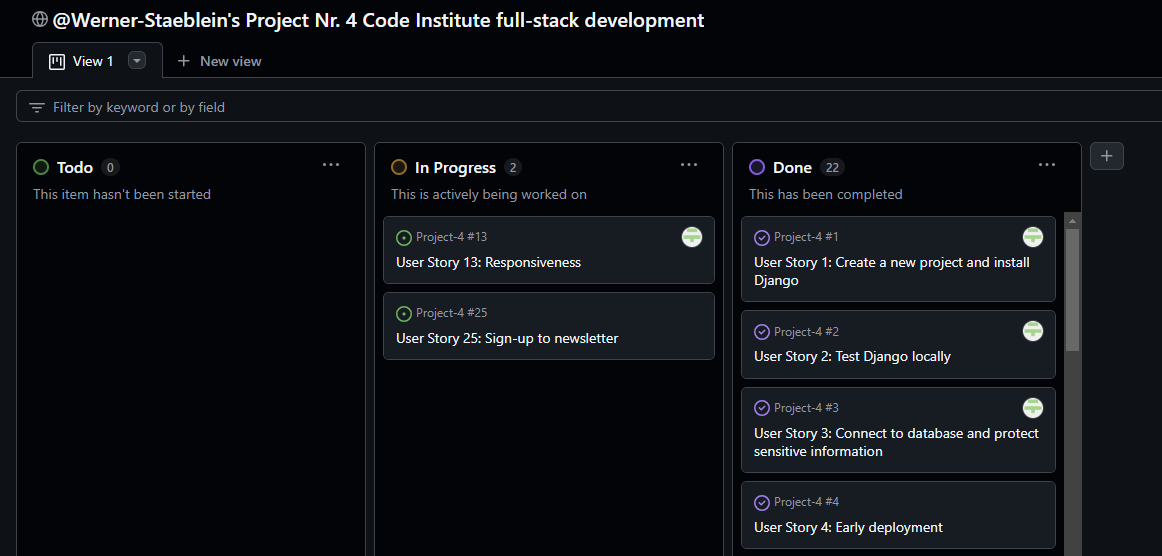 @Werner-Staeblein's Project Nr. 4 Code Institute full-stack development
View 1
New view
Filter by keyword or by field
Todo 0
This item hasn't been started
In Progress 2
This is actively being worked on
Project-4 #13
User Story 13: Responsiveness
Project-4 #25
User Story 25: Sign-up to newsletter
Done 22
This has been completed
Project-4 #1
User Story 1: Create a new project and install
Django
Project-4 #2
User Story 2: Test Django locally
Project-4 #3
User Story 3: Connect to database and protect
sensitive information
Project-4 #4
User Story 4: Early deployment